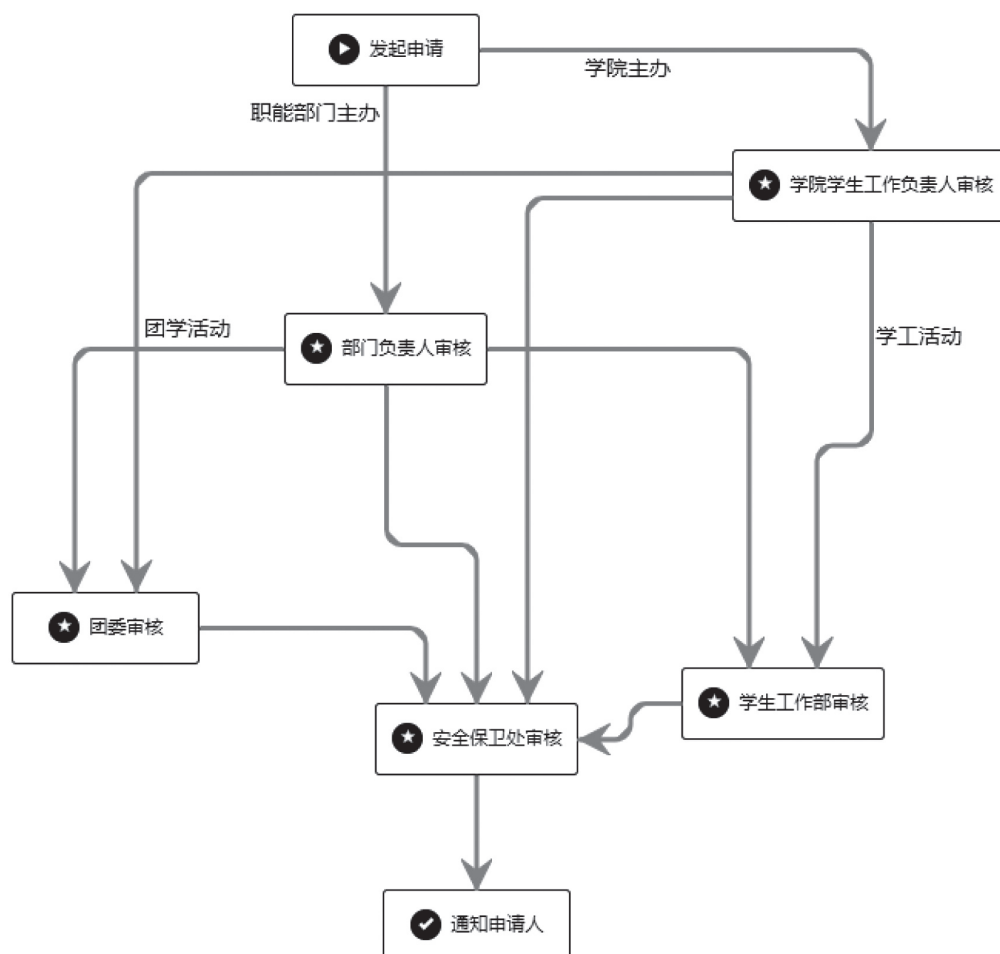 发起申请
学院主办
职能部门主办
学院学生工作负责人审核
团学活动
学工活动
部门负责人审核
团委审核
学生工作部审核
安全保卫处审核
通知申请人